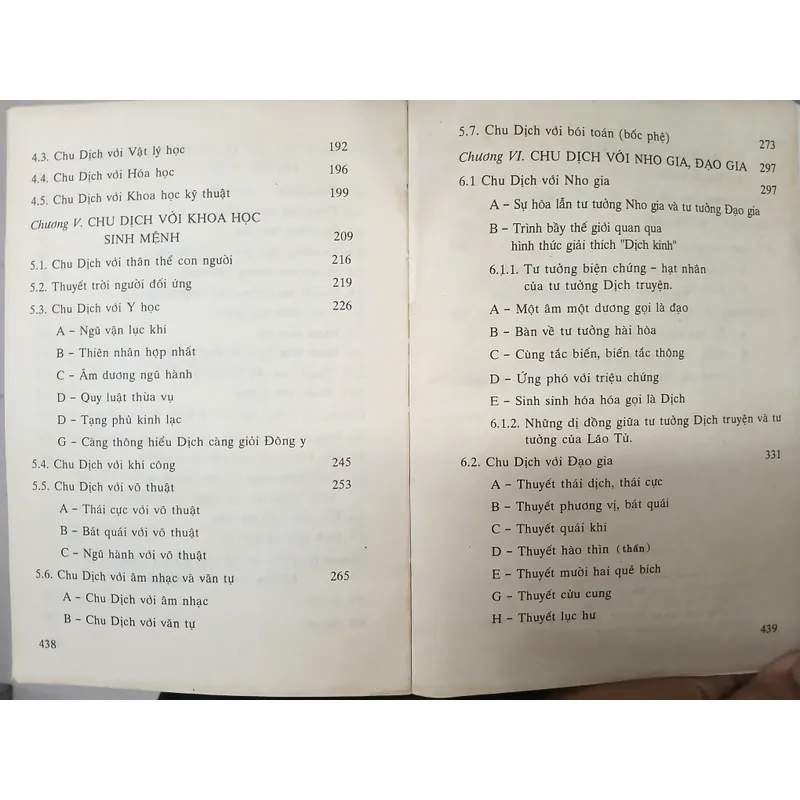 4.3. Chu Dịch với Vật lý học 192
4.4. Chu Dịch với Hóa học 196
4.5. Chu Dịch với Khoa học kỹ thuật 199
Chương V. CHU DỊCH VỚI KHOA HỌC
SINH MỆNH 209
5.1. Chu Dịch với thân thể con người 216
5.2. Thuyết trời người đối ứng 219
5.3. Chu Dịch với Y học 226
A – Ngũ vận lục khí
B – Thiên nhân hợp nhất
C – Âm dương ngũ hành
D – Quy luật thừa vụ
D – Tạng phủ kinh lạc
G – Càng thông hiểu Dịch càng giỏi Đông y
5.4. Chu Dịch với khi công 245
5.5. Chu Dịch với võ thuật 253
A – Thái cực với võ thuật
B – Bát quái với võ thuật
C – Ngũ hành với võ thuật
5.6. Chu Dịch với âm nhạc và văn tự 265
A – Chu Dịch với âm nhạc
B – Chu Dịch với văn tự
438
5.7. Chu Dịch với bói toán (bốc phệ) 273
Chương VI. CHU DỊCH VỚI NHO GIA, ĐẠO GIA 297
6.1 Chu Dịch với Nho gia 297
A – Sự hòa lẫn tư tưởng Nho gia và tư tưởng Đạo gia
B – Trình bầy thế giới quan qua
hình thức giải thích "Dịch kinh"
6.1.1. Tư tưởng biện chứng – hạt nhân
của tư tưởng Dịch truyện.
A – Một âm một dương gọi là đạo
B – Bàn về tư tưởng hài hòa
C – Cùng tắc biến, biến tắc thông
D – Ứng phó với triệu chứng
E – Sinh sinh hóa hóa gọi là Dịch
6.1.2. Những dị đồng giữa tư tưởng Dịch truyện và tư
tưởng của Lão Tử.
6.2. Chu Dịch với Đạo gia 331
A – Thuyết thái dịch, thái cực
B – Thuyết phương vị, bát quái
C – Thuyết quái khí
D – Thuyết hào thìn (thần)
E – Thuyết mười hai quẻ bích
G – Thuyết cửu cung
H – Thuyết lục hư
439